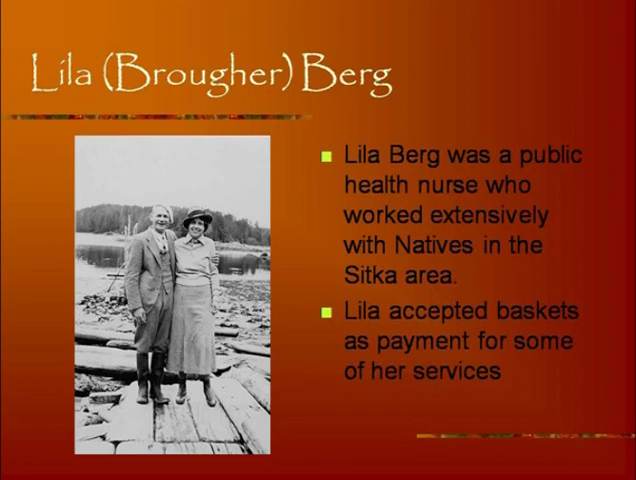 Lila (Brougher) Berg
Lila Berg was a public
health nurse who
worked extensively
with Natives in the
Sitka area.
Lila accepted baskets
as payment for some
of her services